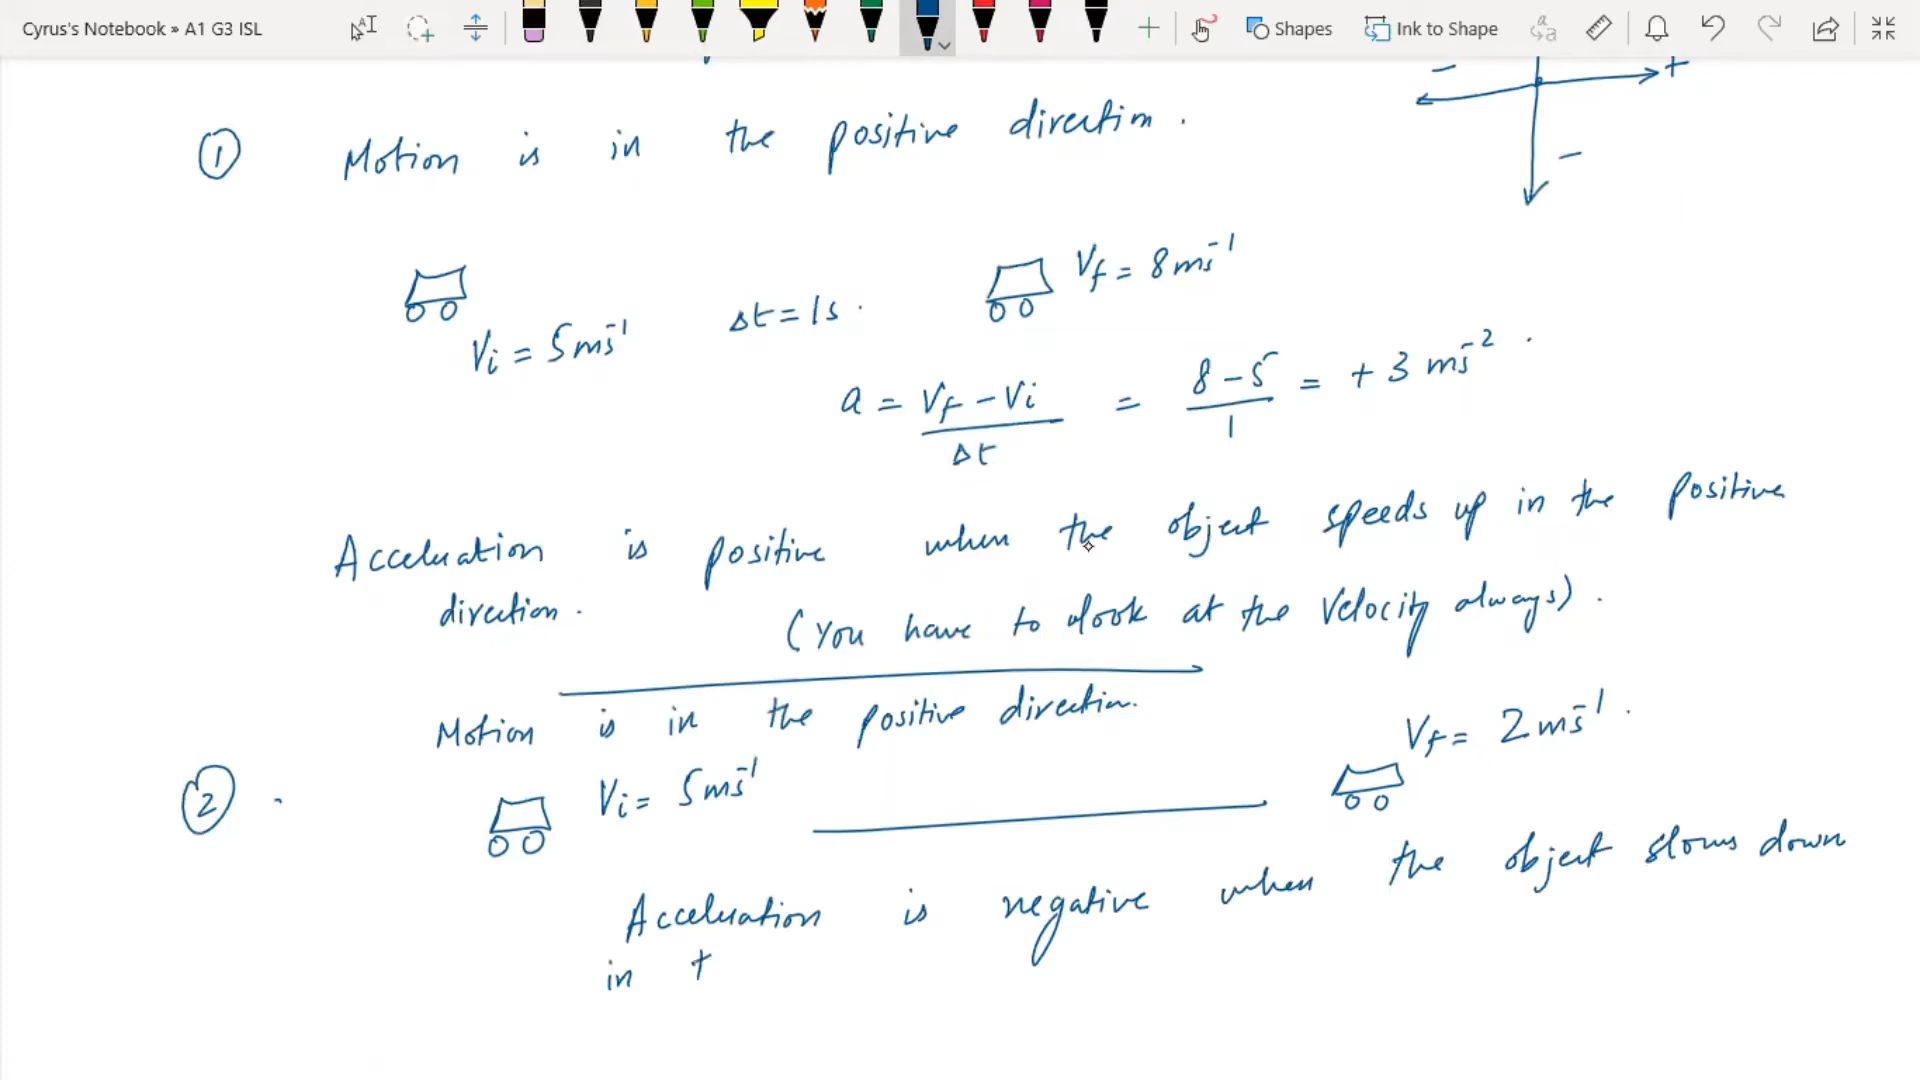 Cyrus's Notebook » A1 G3 ISL
Shapes
Ink to Shape
− +
−
① Motion is in the positive direction.
Vf = 8ms⁻¹
Vi = 5ms⁻¹ Δt = 1s.
a = Vf − Vi / Δt = 8 − 5 / 1 = + 3 ms⁻².
Acceleration is positive when the object speeds up in the positive
direction.
(You have to look at the Velocity always).
Motion is in the positive direction.
② . Vi = 5ms⁻¹ Vf = 2ms⁻¹.
Acceleration is negative when the object slows down
in t